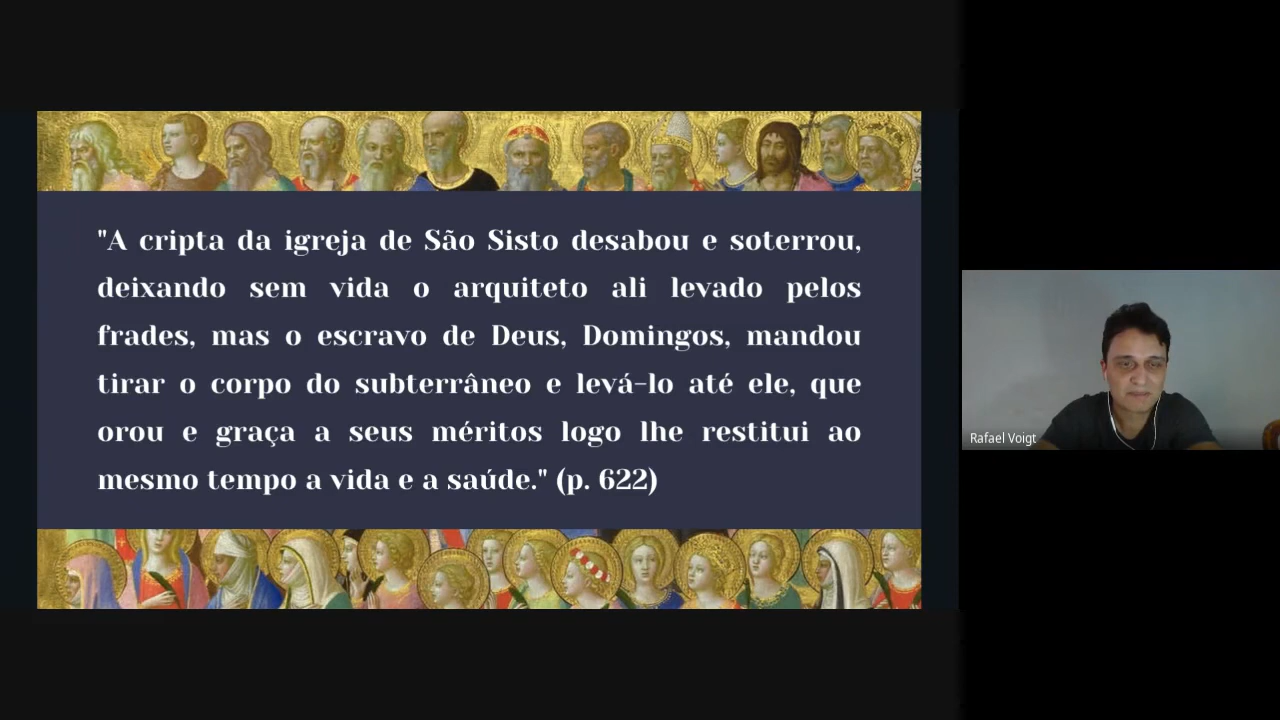 "A cripta da igreja de São Sisto desabou e soterrou,
deixando sem vida o arquiteto ali levado pelos
frades, mas o escravo de Deus, Domingos, mandou
tirar o corpo do subterrâneo e levá-lo até ele, que
orou e graça a seus méritos logo lhe restitui ao
mesmo tempo a vida e a saúde." (p. 622)
Rafael Voigt